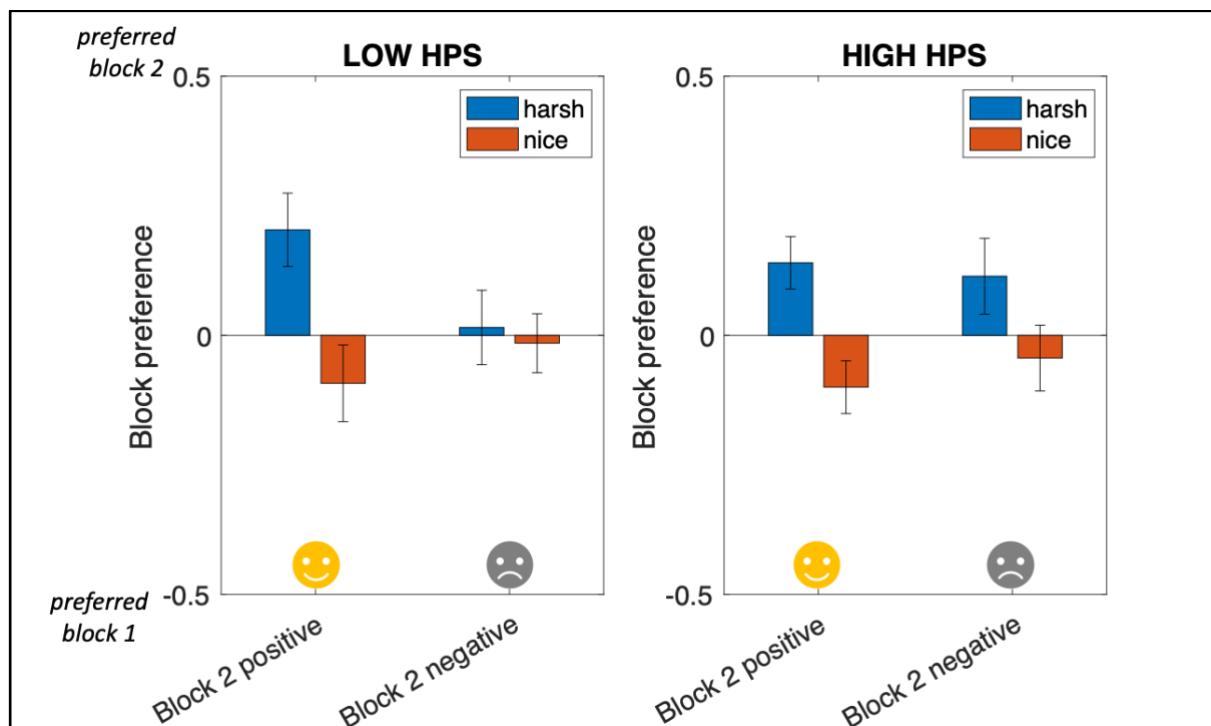 preferred
block 2
LOW HPS
0.5
harsh
nice
Block preference
0
-0.5
preferred
block 1
Block 2 positive
Block 2 negative
HIGH HPS
0.5
harsh
nice
Block preference
0
-0.5
Block 2 positive
Block 2 negative